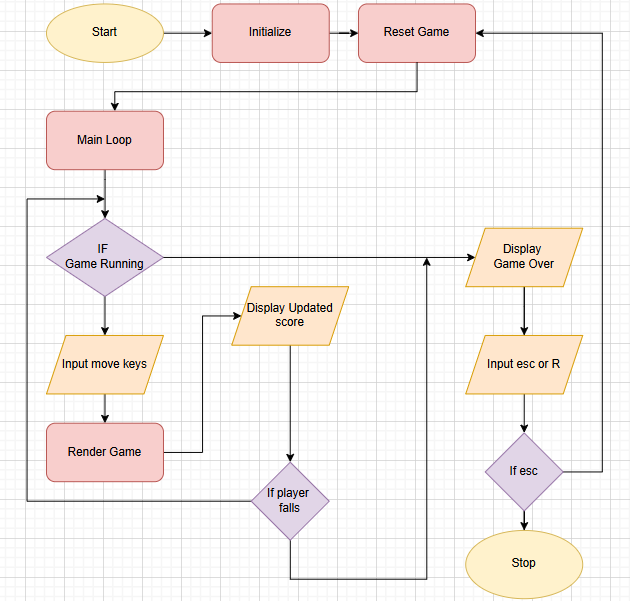 Start
Initialize
Reset Game
Main Loop
IF
Game Running
Display
Game Over
Display Updated
score
Input move keys
Input esc or R
Render Game
If esc
If player
falls
Stop